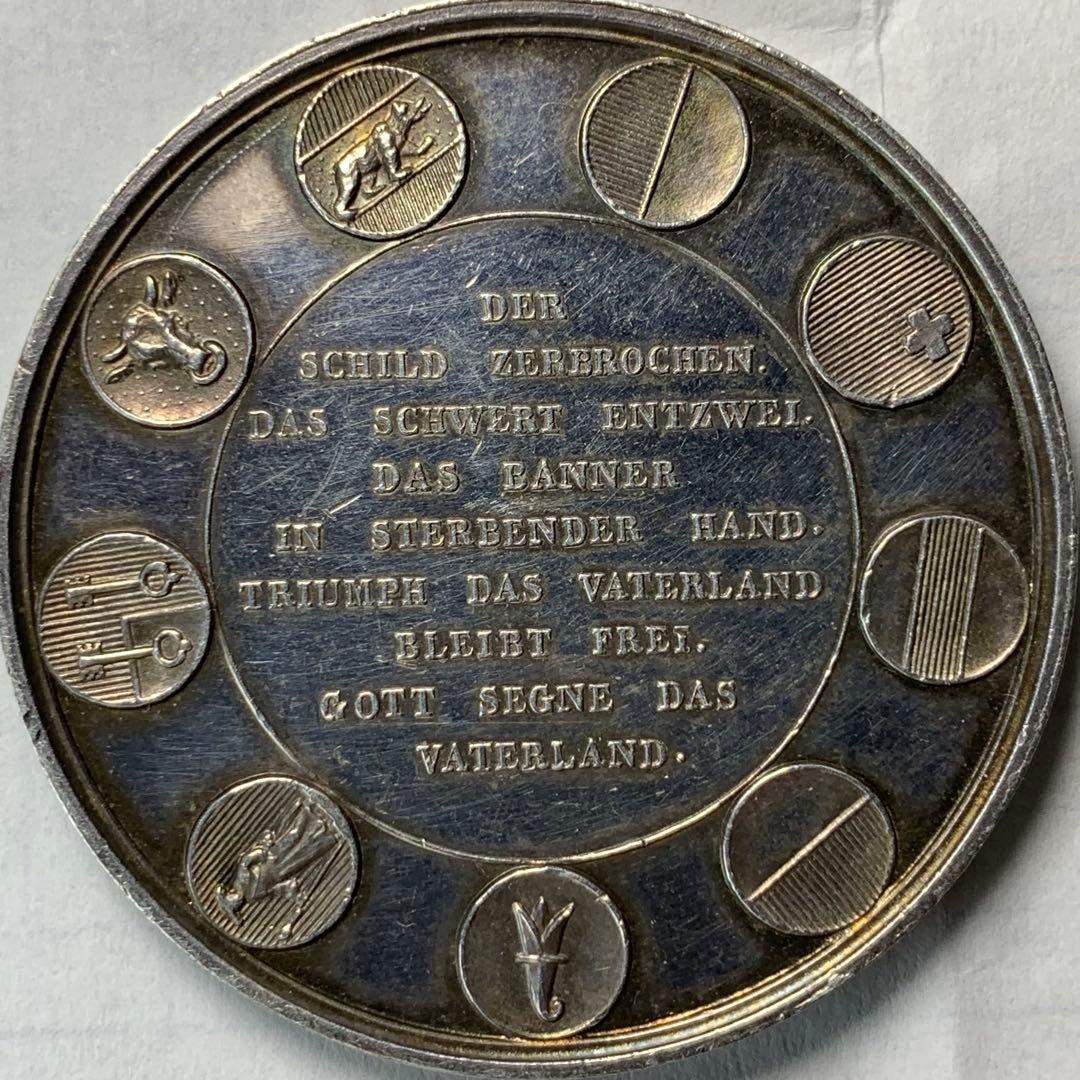 DER
SCHILD ZERBROCHEN.
DAS SCHWERT ENTZWEI.
DAS BANNER
IN STERBENDER HAND.
TRIUMPH DAS VATERLAND
BLEIBT FREI.
GOTT SEGNE DAS
VATERLAND.